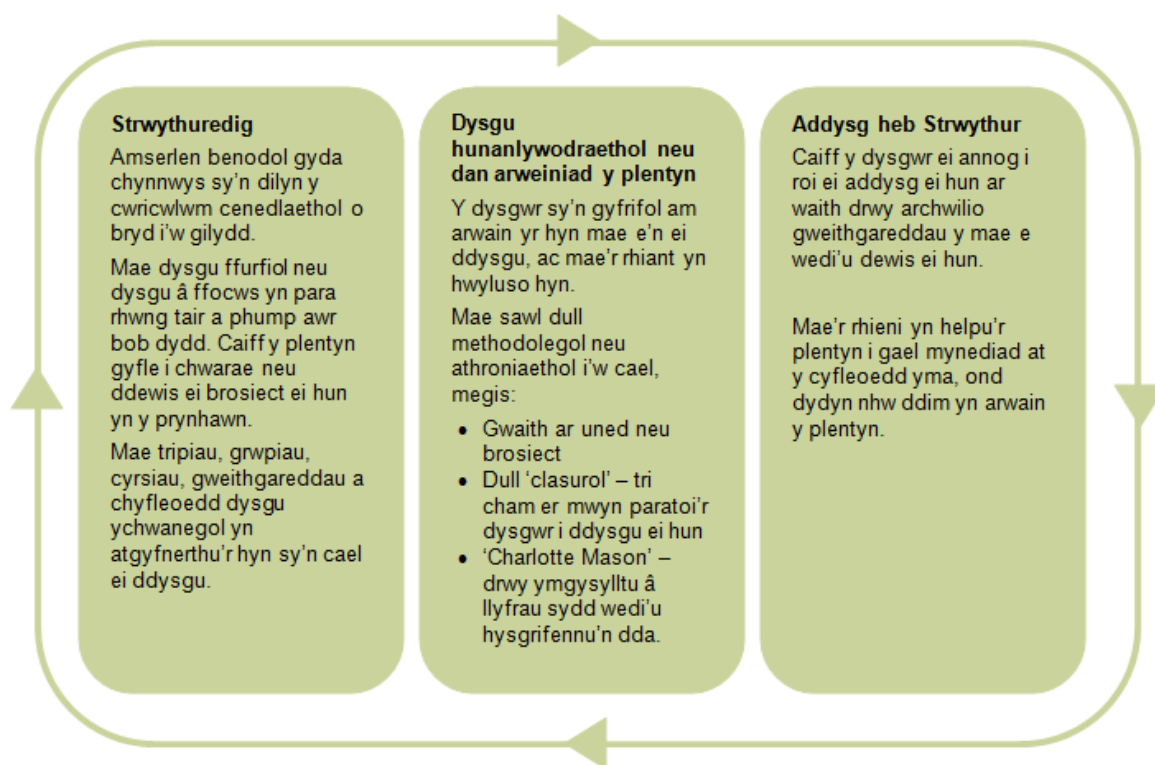 Strwythuredig
Amserlen benodol gyda
chynnwys sy'n dilyn y
cwricwlwm cenedlaethol o
bryd i'w gilydd.
Mae dysgu ffurfiol neu
dysgu â ffocws yn para
rhwng tair a phump awr
bob dydd. Caiff y plentyn
gyfle i chwarae neu
ddewis ei brosiect ei hun
yn y prynhawn.
Mae tripiau, grwpiau,
cyrsiau, gweithgareddau a
chyfleoedd dysgu
ychwanegol yn
atgyfnerthu'r hyn sy'n cael
ei ddysgu.
Dysgu
hunanlywodraethol neu
dan arweiniad y plentyn
Y dysgwr sy'n gyfrifol am
arwain yr hyn mae e'n ei
ddysgu, ac mae'r rhiant yn
hwyluso hyn.
Mae sawl dull
methodolegol neu
athroniaethol i'w cael,
megis:
• Gwaith ar uned neu
brosiect
• Dull 'clasurol' – tri
cham er mwyn paratoi'r
dysgwr i ddysgu ei hun
• 'Charlotte Mason' –
drwy ymgysylltu â
llyfrau sydd wedi'u
hysgrifennu'n dda.
Addysg heb Strwythur
Caiff y dysgwr ei annog i
roi ei addysg ei hun ar
waith drwy archwilio
gweithgareddau y mae e
wedi'u dewis ei hun.
Mae'r rhieni yn helpu'r
plentyn i gael mynediad at
y cyfleoedd yma, ond
dydyn nhw ddim yn arwain
y plentyn.